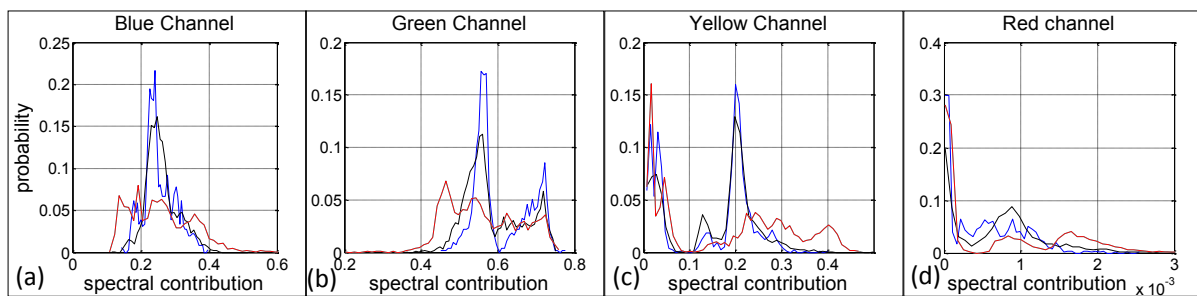 Blue Channel
Green Channel
Yellow Channel
Red channel
0.25
0.2
0.15
0.1
0.05
0
0.2
0.15
0.1
0.05
0
0.2
0.15
0.1
0.05
0
0.4
0.3
0.2
0.1
0
probability
0 0.2 0.4 0.6
0.2 0.4 0.6 0.8
0 0.1 0.2 0.3 0.4
0 1 2 3
(a) spectral contribution
(b) spectral contribution
(c) spectral contribution
(d) spectral contribution x 10⁻³